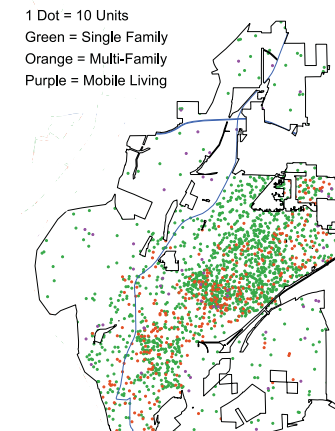 1 Dot = 10 Units
Green = Single Family
Orange = Multi-Family
Purple = Mobile Living